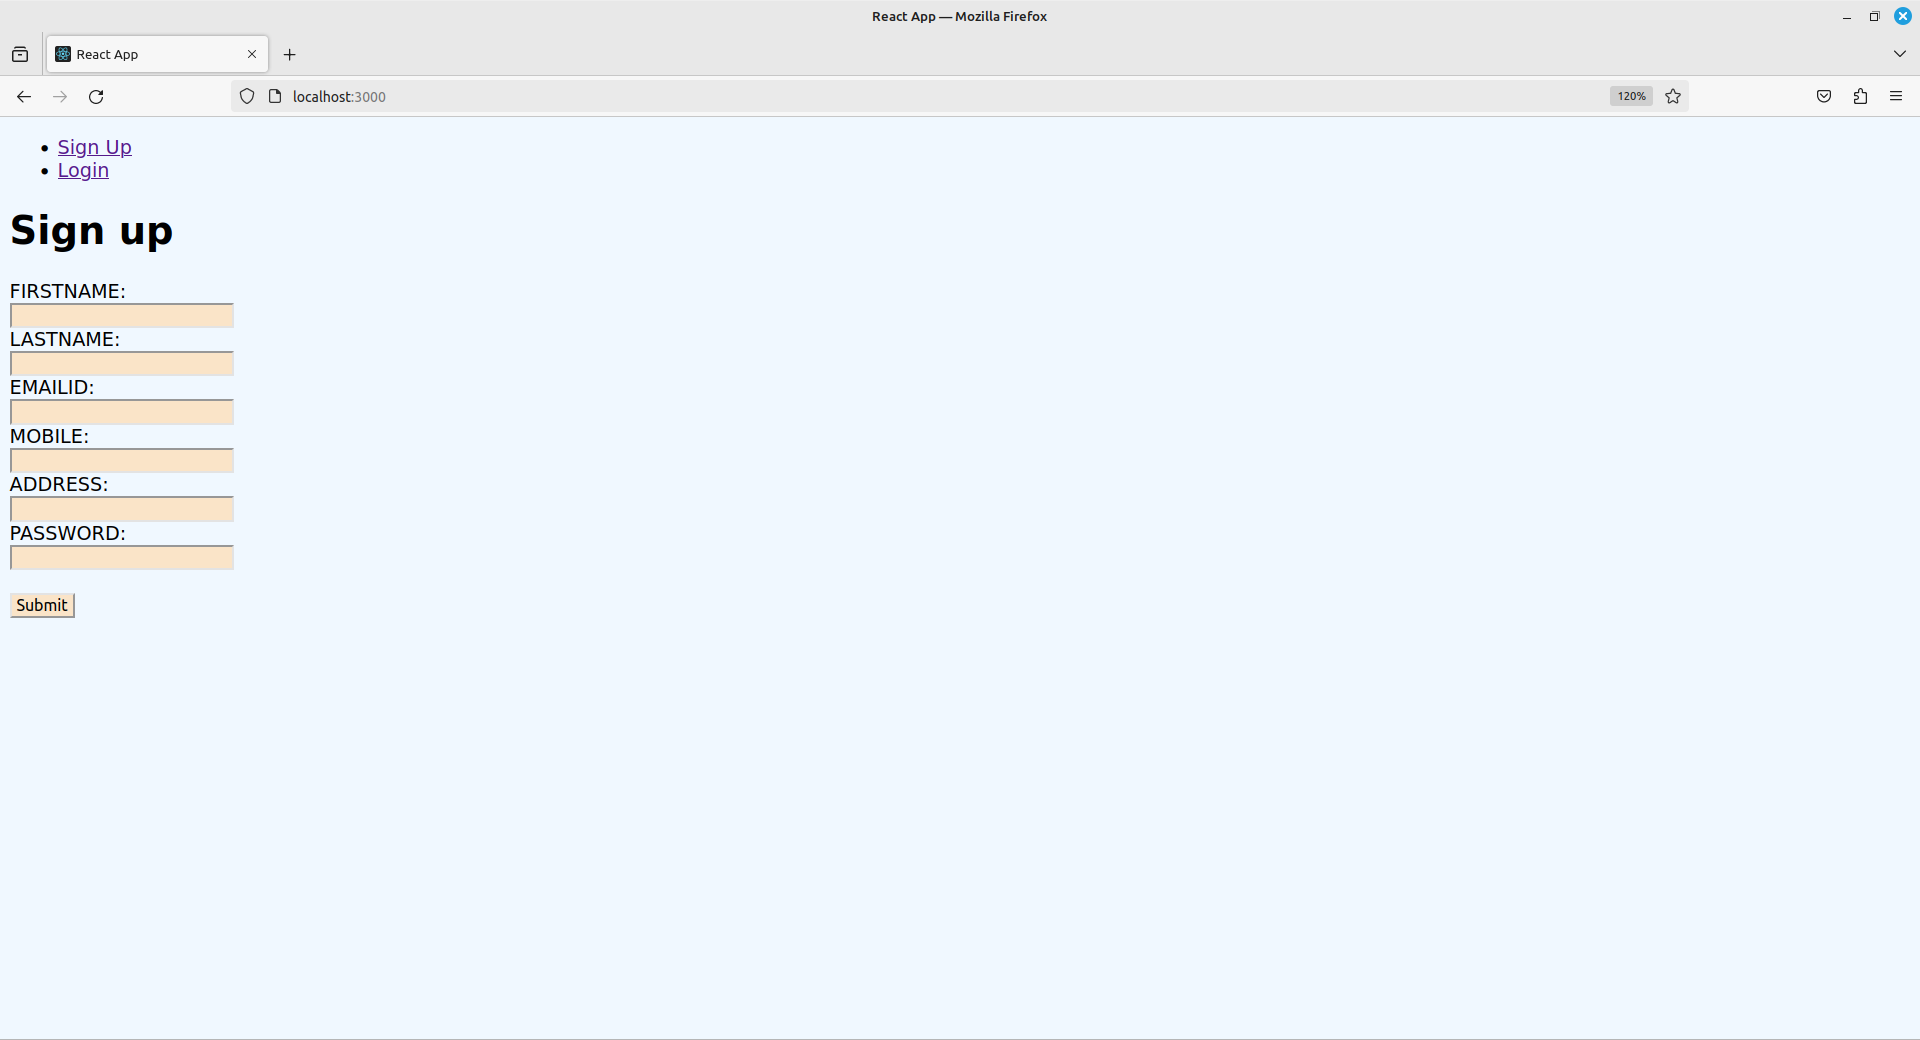 React App — Mozilla Firefox
React App
localhost:3000
120%
Sign Up
Login
Sign up
FIRSTNAME:
LASTNAME:
EMAILID:
MOBILE:
ADDRESS:
PASSWORD:
Submit